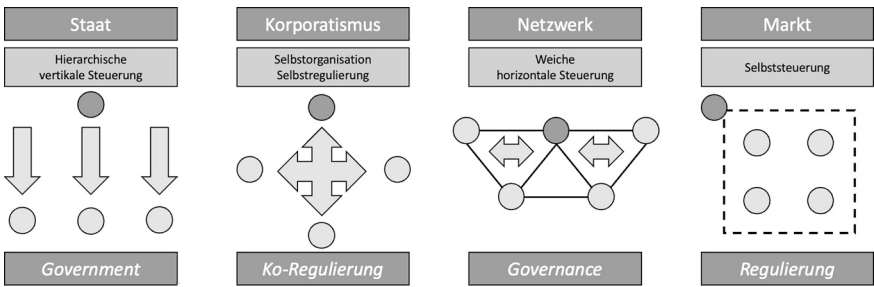 Staat
Hierarchische
vertikale Steuerung
Government
Korporatismus
Selbstorganisation
Selbstregulierung
Ko-Regulierung
Netzwerk
Weiche
horizontale Steuerung
Governance
Markt
Selbststeuerung
Regulierung